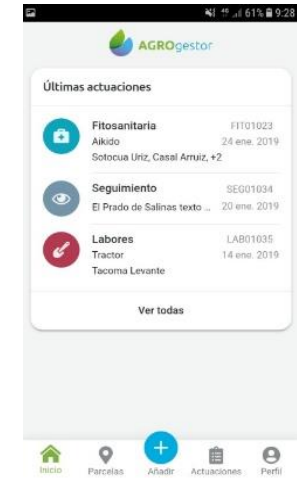 61% 9:28
AGROgestor
Últimas actuaciones
Fitosanitaria FIT01023
Aikido 24 ene. 2019
Sotocua Uriz, Casal Arruiz, +2
Seguimiento SEG01034
El Prado de Salinas texto ... 20 ene. 2019
Labores LAB01035
Tractor 14 ene. 2019
Tacoma Levante
Ver todas
Inicio Parcelas Añadir Actuaciones Perfil